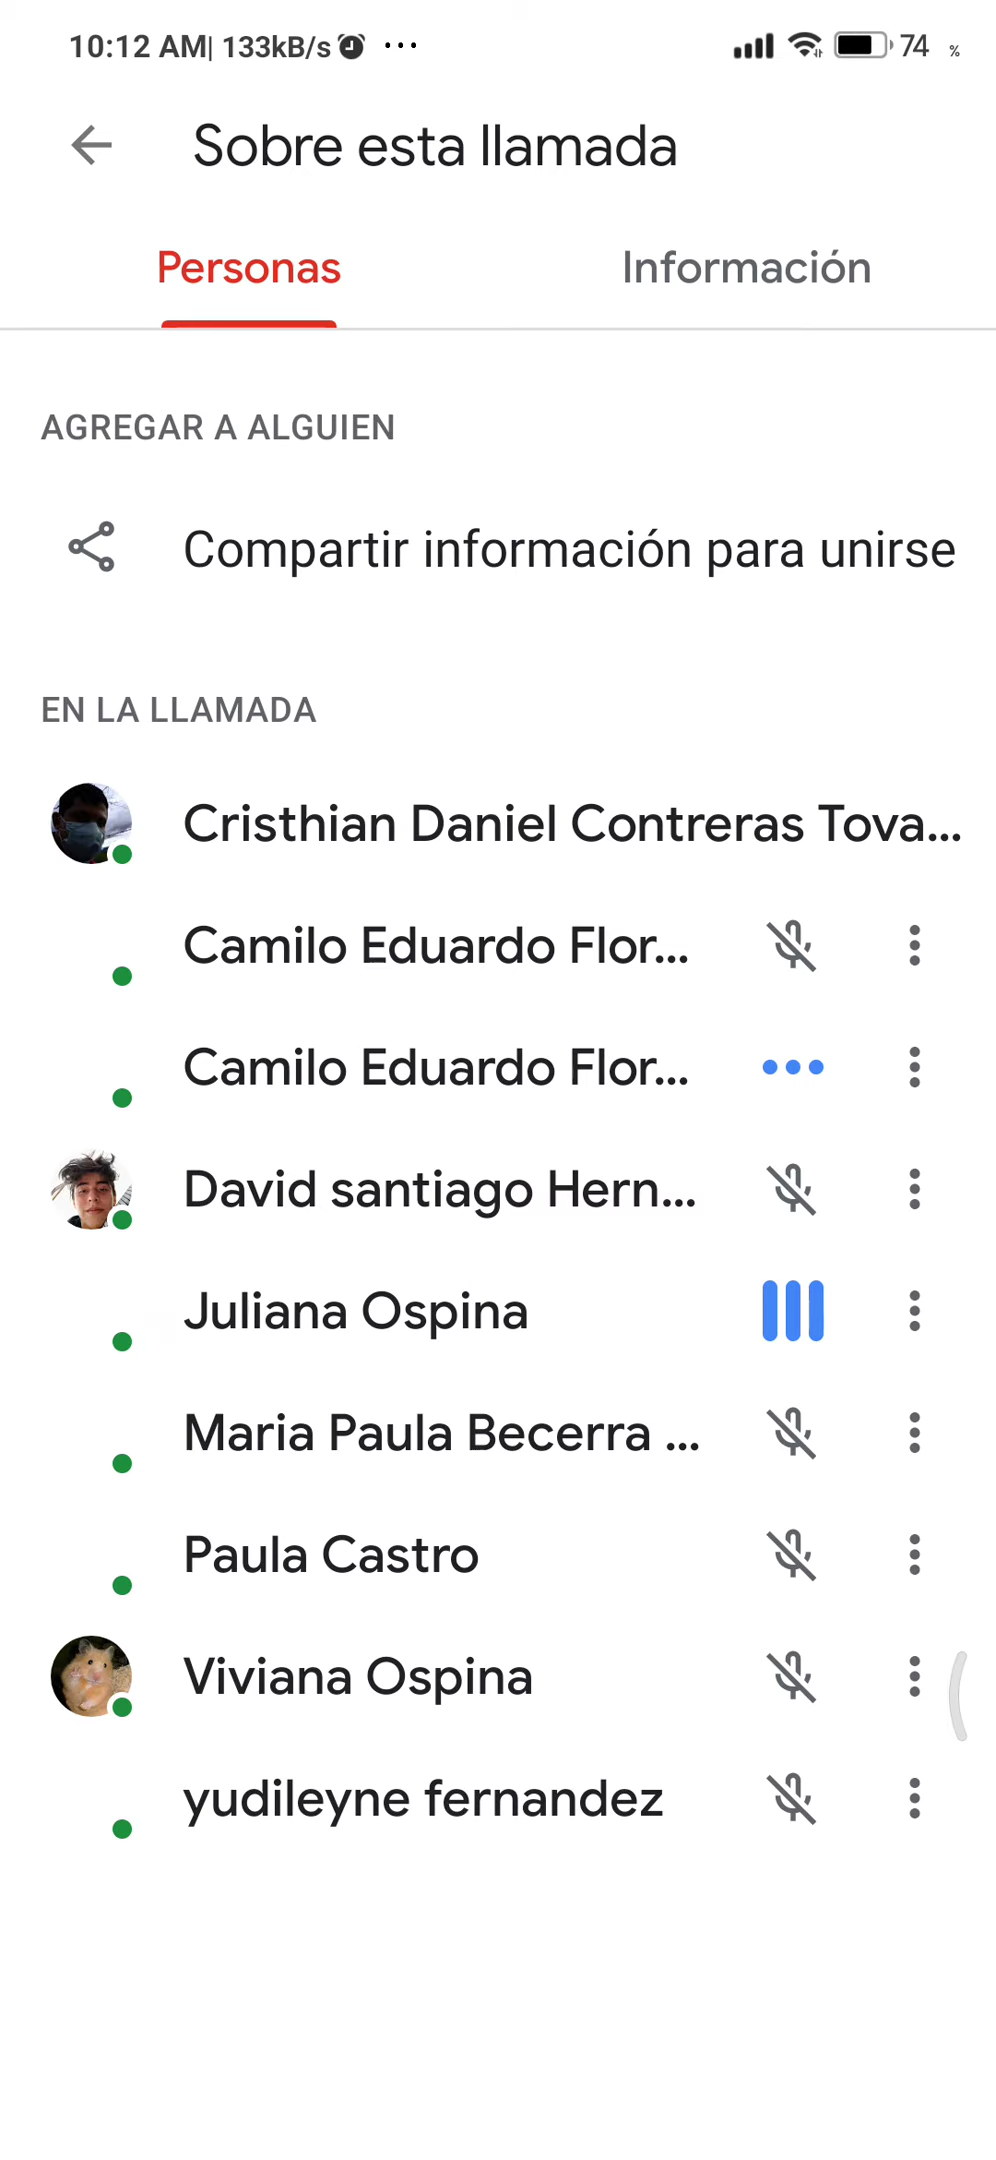 10:12 AM| 133kB/s ... 74 %
Sobre esta llamada
Personas Información
AGREGAR A ALGUIEN
Compartir información para unirse
EN LA LLAMADA
Cristhian Daniel Contreras Tova...
Camilo Eduardo Flor...
Camilo Eduardo Flor...
David santiago Hern...
Juliana Ospina
Maria Paula Becerra ...
Paula Castro
Viviana Ospina
yudileyne fernandez